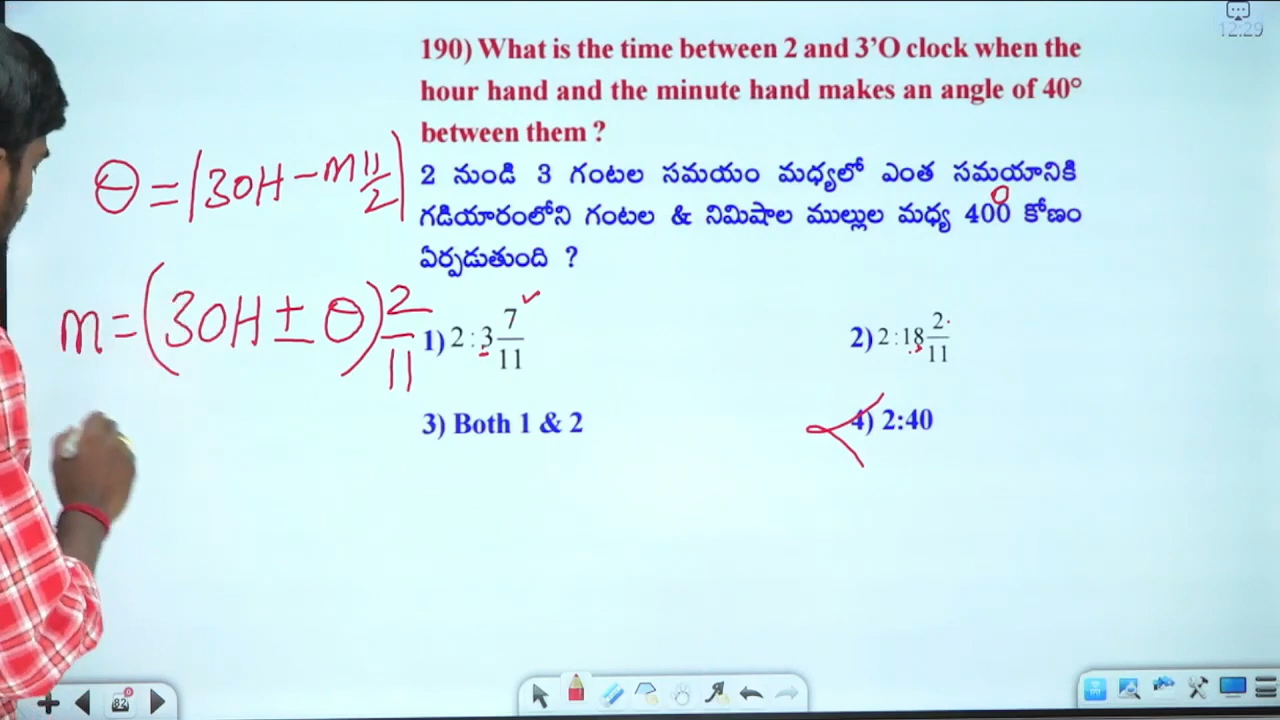 12:29
190) What is the time between 2 and 3’O clock when the
hour hand and the minute hand makes an angle of 40°
between them ?
2 నుండి 3 గంటల సమయం మధ్యలో ఎంత సమయానికి
గడియారంలోని గంటల & నిమిషాల ముల్లుల మధ్య 400 కోణం
ఏర్పడుతుంది ?
θ = |30H - M 11/2|
m = (30H ± θ) 2/11
1) 2 : 3 7/11
2) 2 : 18 2/11
3) Both 1 & 2
4) 2:40
82